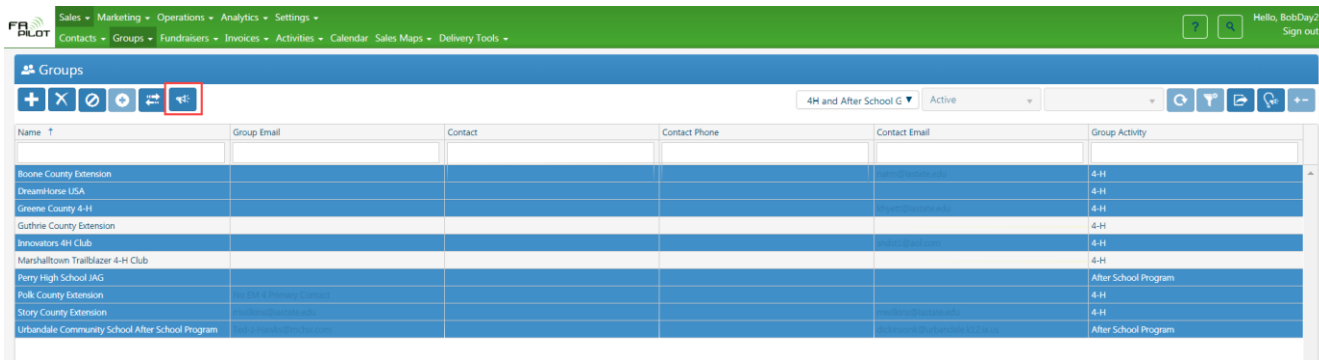 FR PILOT
Sales Marketing Operations Analytics Settings
Contacts Groups Fundraisers Invoices Activities Calendar Sales Maps Delivery Tools
?
Hello, BobDay2
Sign out
Groups
4H and After School G Active
Name ↑ Group Email Contact Contact Phone Contact Email Group Activity
Boone County Extension 4-H
DreamHorse USA 4-H
Greene County 4-H 4-H
Guthrie County Extension 4-H
Innovators 4H Club 4-H
Marshalltown Trailblazer 4-H Club 4-H
Perry High School JAG After School Program
Polk County Extension 4-H
Story County Extension 4-H
Urbandale Community School After School Program After School Program